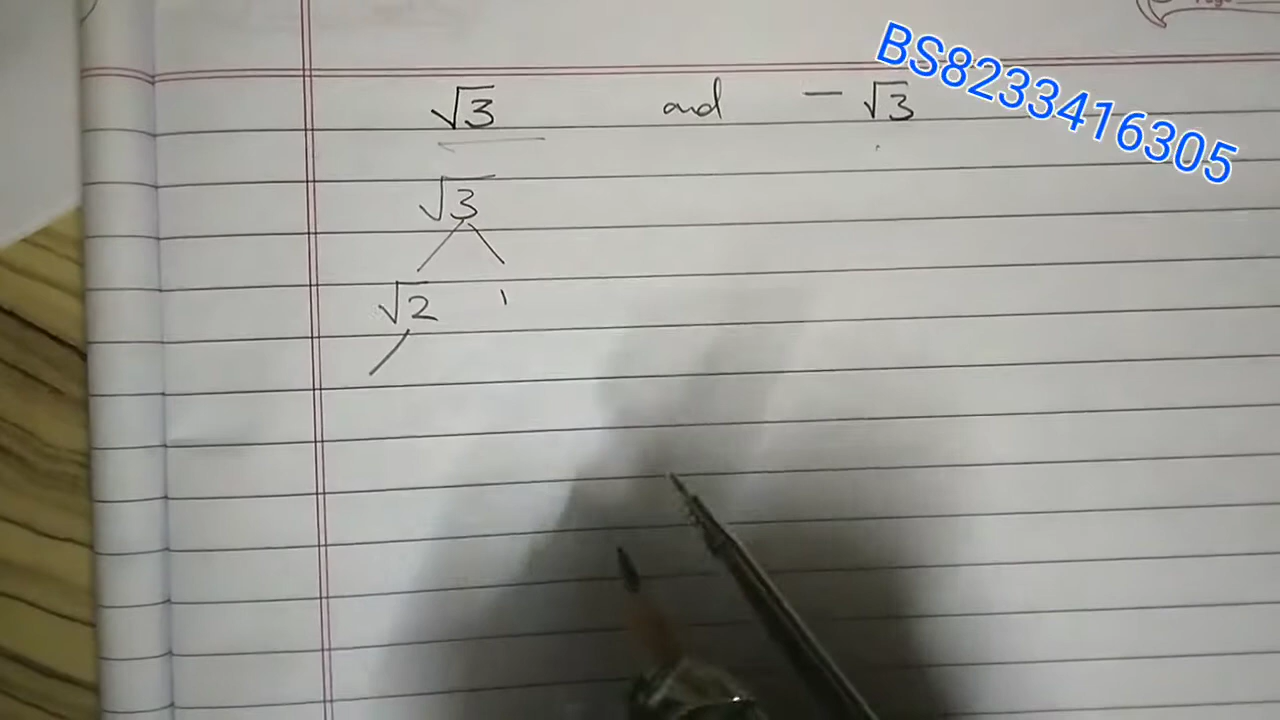 √3 and - √3
BS8233416305
√3
√2 1